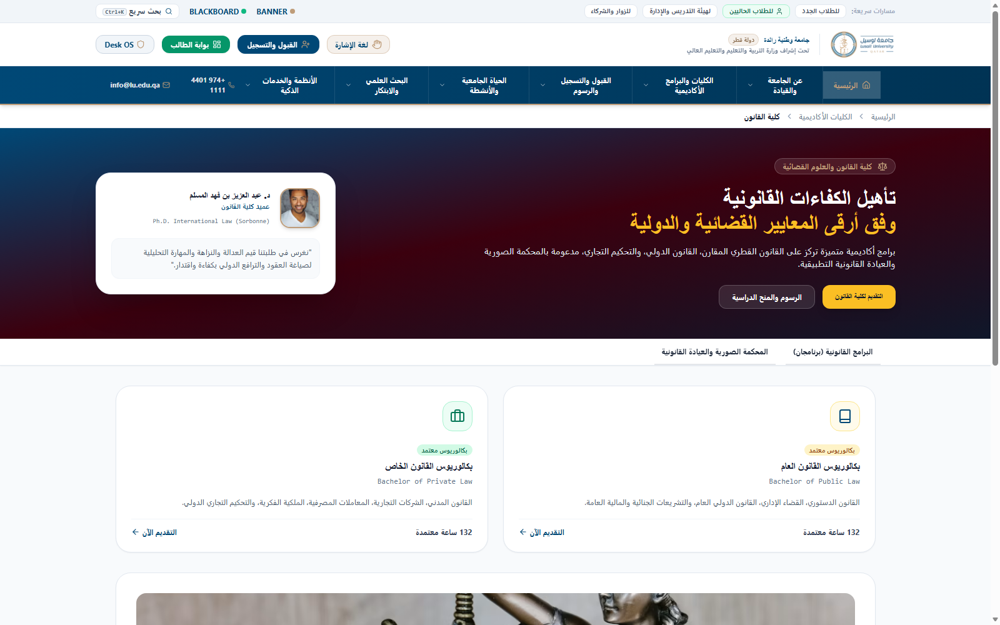 مسارات سريعة:
للطلاب الجدد
للطلاب الحاليين
لهيئة التدريس والإدارة
للزوار والشركاء
BANNER
BLACKBOARD
بحث سريع Ctrl+K
جامعة لوسيل
Lusail University
QATAR
جامعة وطنية رائدة
دولة قطر
تحت إشراف وزارة التربية والتعليم والتعليم العالي
لغة الإشارة
القبول والتسجيل
بوابة الطالب
Desk OS
الرئيسية
عن الجامعة
والقيادة
الكليات والبرامج
الأكاديمية
القبول والتسجيل
والرسوم
الحياة الجامعية
والأنشطة
البحث العلمي
والابتكار
الأنظمة والخدمات
الذكية
+974 4401
1111
info@lu.edu.qa
الرئيسية
الكليات الأكاديمية
كلية القانون
كلية القانون والعلوم القضائية
تأهيل الكفاءات القانونية
وفق أرقى المعايير القضائية والدولية
برامج أكاديمية متميزة تركز على القانون القطري المقارن، القانون الدولي، والتحكيم التجاري، مدعومة بالمحكمة الصورية
والعيادة القانونية التطبيقية.
التقديم لكلية القانون
الرسوم والمنح الدراسية
د. عبد العزيز بن فهد المسلم
عميد كلية القانون
Ph.D. International Law (Sorbonne)
"نغرس في طلبتنا قيم العدالة والنزاهة والمهارة التحليلية
لصياغة العقود والترافع الدولي بكفاءة واقتدار."
البرامج القانونية (برنامجان)
المحكمة الصورية والعيادة القانونية
بكالوريوس معتمد
بكالوريوس القانون العام
Bachelor of Public Law
القانون الدستوري، القضاء الإداري، القانون الدولي العام، والتشريعات الجنائية والمالية العامة.
132 ساعة معتمدة
التقديم الآن
بكالوريوس معتمد
بكالوريوس القانون الخاص
Bachelor of Private Law
القانون المدني، الشركات التجارية، المعاملات المصرفية، الملكية الفكرية، والتحكيم التجاري الدولي.
132 ساعة معتمدة
التقديم الآن